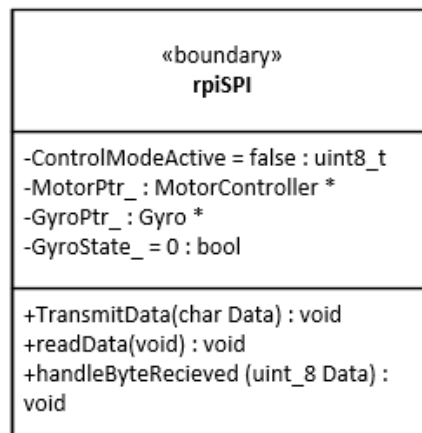 «boundary»
rpiSPI
-ControlModeActive = false : uint8_t
-MotorPtr_ : MotorController *
-GyroPtr_ : Gyro *
-GyroState_ = 0 : bool
+TransmitData(char Data) : void
+readData(void) : void
+handleByteRecieved (uint_8 Data) :
void